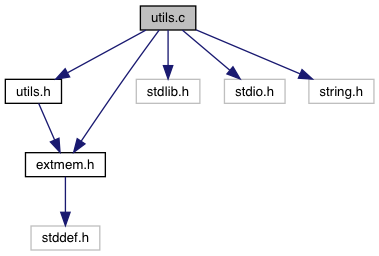 utils.c
utils.h
stdlib.h
stdio.h
string.h
extmem.h
stddef.h